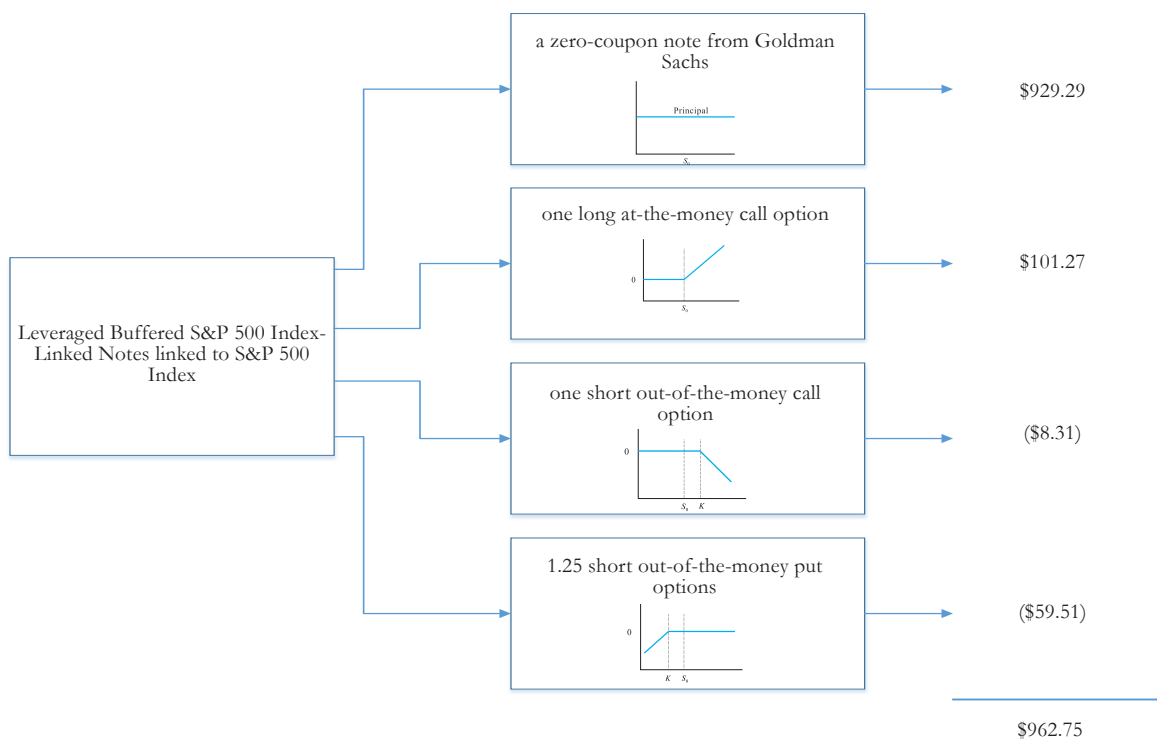 a zero-coupon note from Goldman
Sachs
Principal
S₀
$929.29
one long at-the-money call option
0
S₀
$101.27
Leveraged Buffered S&P 500 Index-
Linked Notes linked to S&P 500
Index
one short out-of-the-money call
option
0
S₀ K
($8.31)
1.25 short out-of-the-money put
options
0
K S₀
($59.51)
$962.75